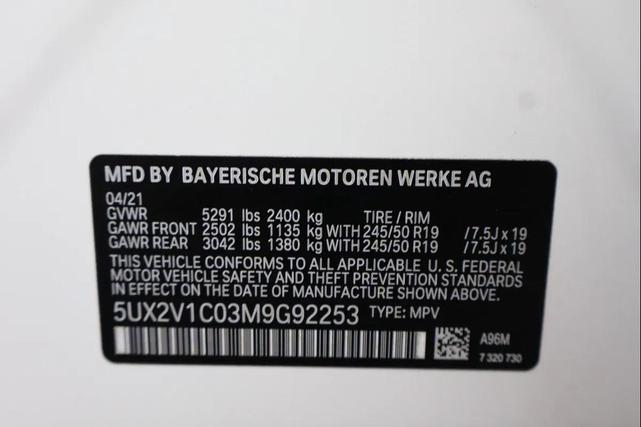 MFD BY BAYERISCHE MOTOREN WERKE AG
04/21
GVWR 5291 lbs 2400 kg TIRE / RIM
GAWR FRONT 2502 lbs 1135 kg WITH 245/50 R19 /7.5J x 19
GAWR REAR 3042 lbs 1380 kg WITH 245/50 R19 /7.5J x 19
THIS VEHICLE CONFORMS TO ALL APPLICABLE U. S. FEDERAL
MOTOR VEHICLE SAFETY AND THEFT PREVENTION STANDARDS
IN EFFECT ON THE DATE OF MANUFACTURE SHOWN ABOVE.
5UX2V1C03M9G92253 TYPE: MPV
A96M
7 320 730